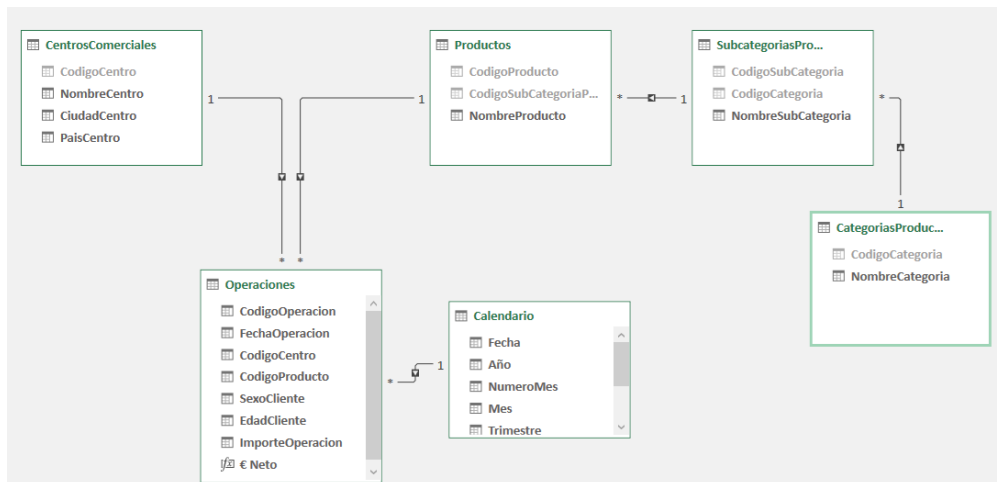 CentrosComerciales
CodigoCentro
NombreCentro
CiudadCentro
PaisCentro
1
Productos
CodigoProducto
CodigoSubCategoriaP...
NombreProducto
1
*
1
SubcategoriasPro...
CodigoSubCategoria
CodigoCategoria
NombreSubCategoria
*
1
CategoriasProduc...
CodigoCategoria
NombreCategoria
*
*
Operaciones
CodigoOperacion
FechaOperacion
CodigoCentro
CodigoProducto
SexoCliente
EdadCliente
ImporteOperacion
fx € Neto
*
1
Calendario
Fecha
Año
NumeroMes
Mes
Trimestre